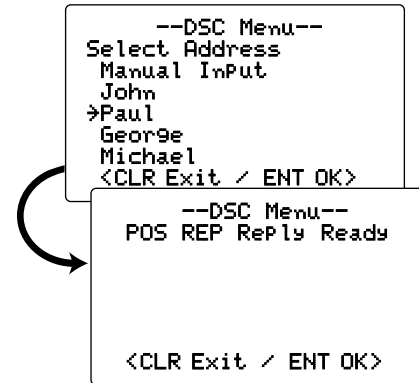 --DSC Menu--
Select Address
Manual InPut
John
→Paul
George
Michael
<CLR Exit / ENT OK>
--DSC Menu--
POS REP RePly Ready
<CLR Exit / ENT OK>